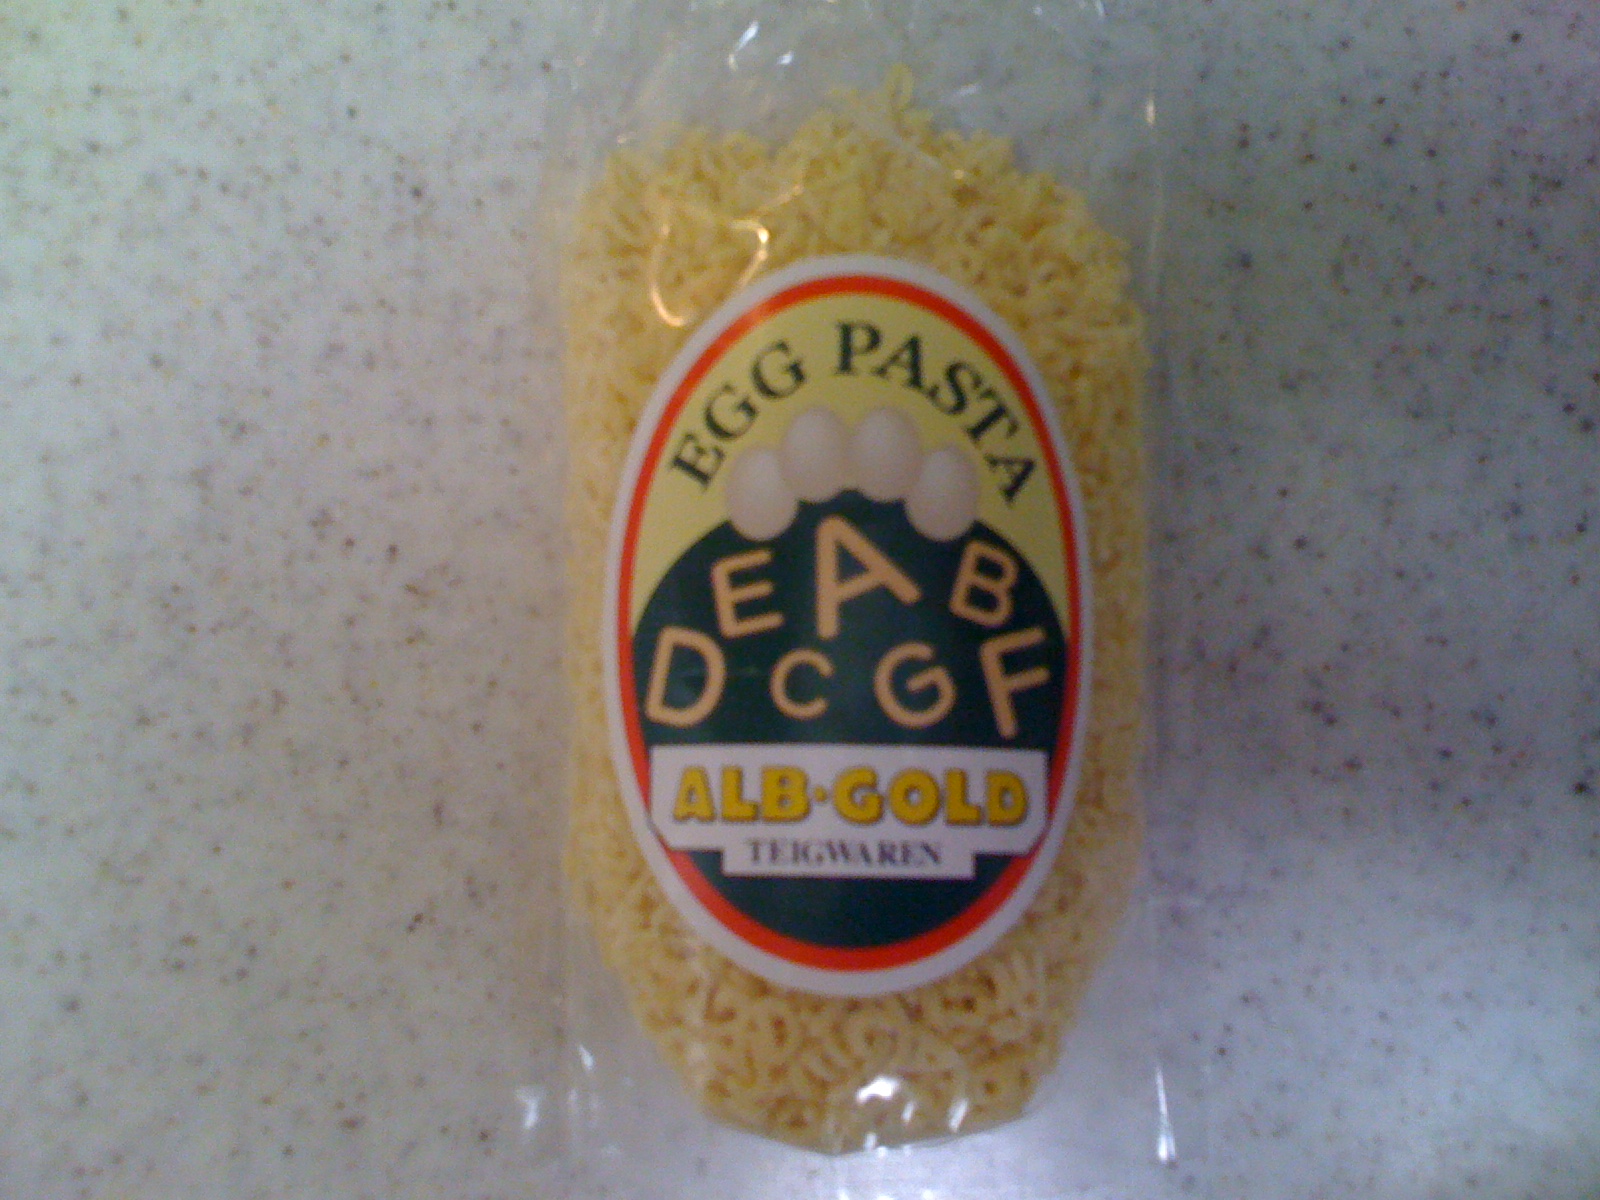 EGG PASTA
E A B
D C G F
ALB·GOLD
TEIGWAREN